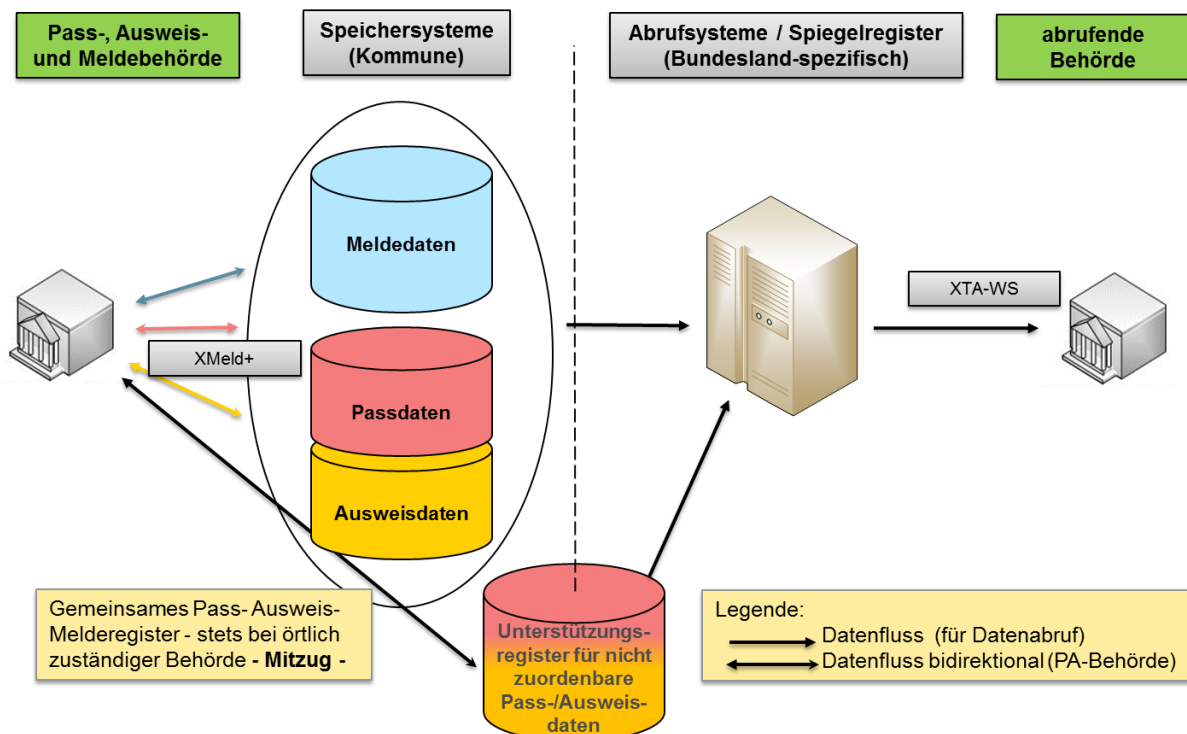 Pass-, Ausweis-
und Meldebehörde
Speichersysteme
(Kommune)
Abrufsysteme / Spiegelregister
(Bundesland-spezifisch)
abrufende
Behörde
Meldedaten
XMeld+
XTA-WS
Passdaten
Ausweisdaten
Gemeinsames Pass- Ausweis-
Melderegister - stets bei örtlich
zuständiger Behörde - Mitzug -
Unterstützungs-
register für nicht
zuordenbare
Pass-/Ausweis-
daten
Legende:
Datenfluss (für Datenabruf)
Datenfluss bidirektional (PA-Behörde)